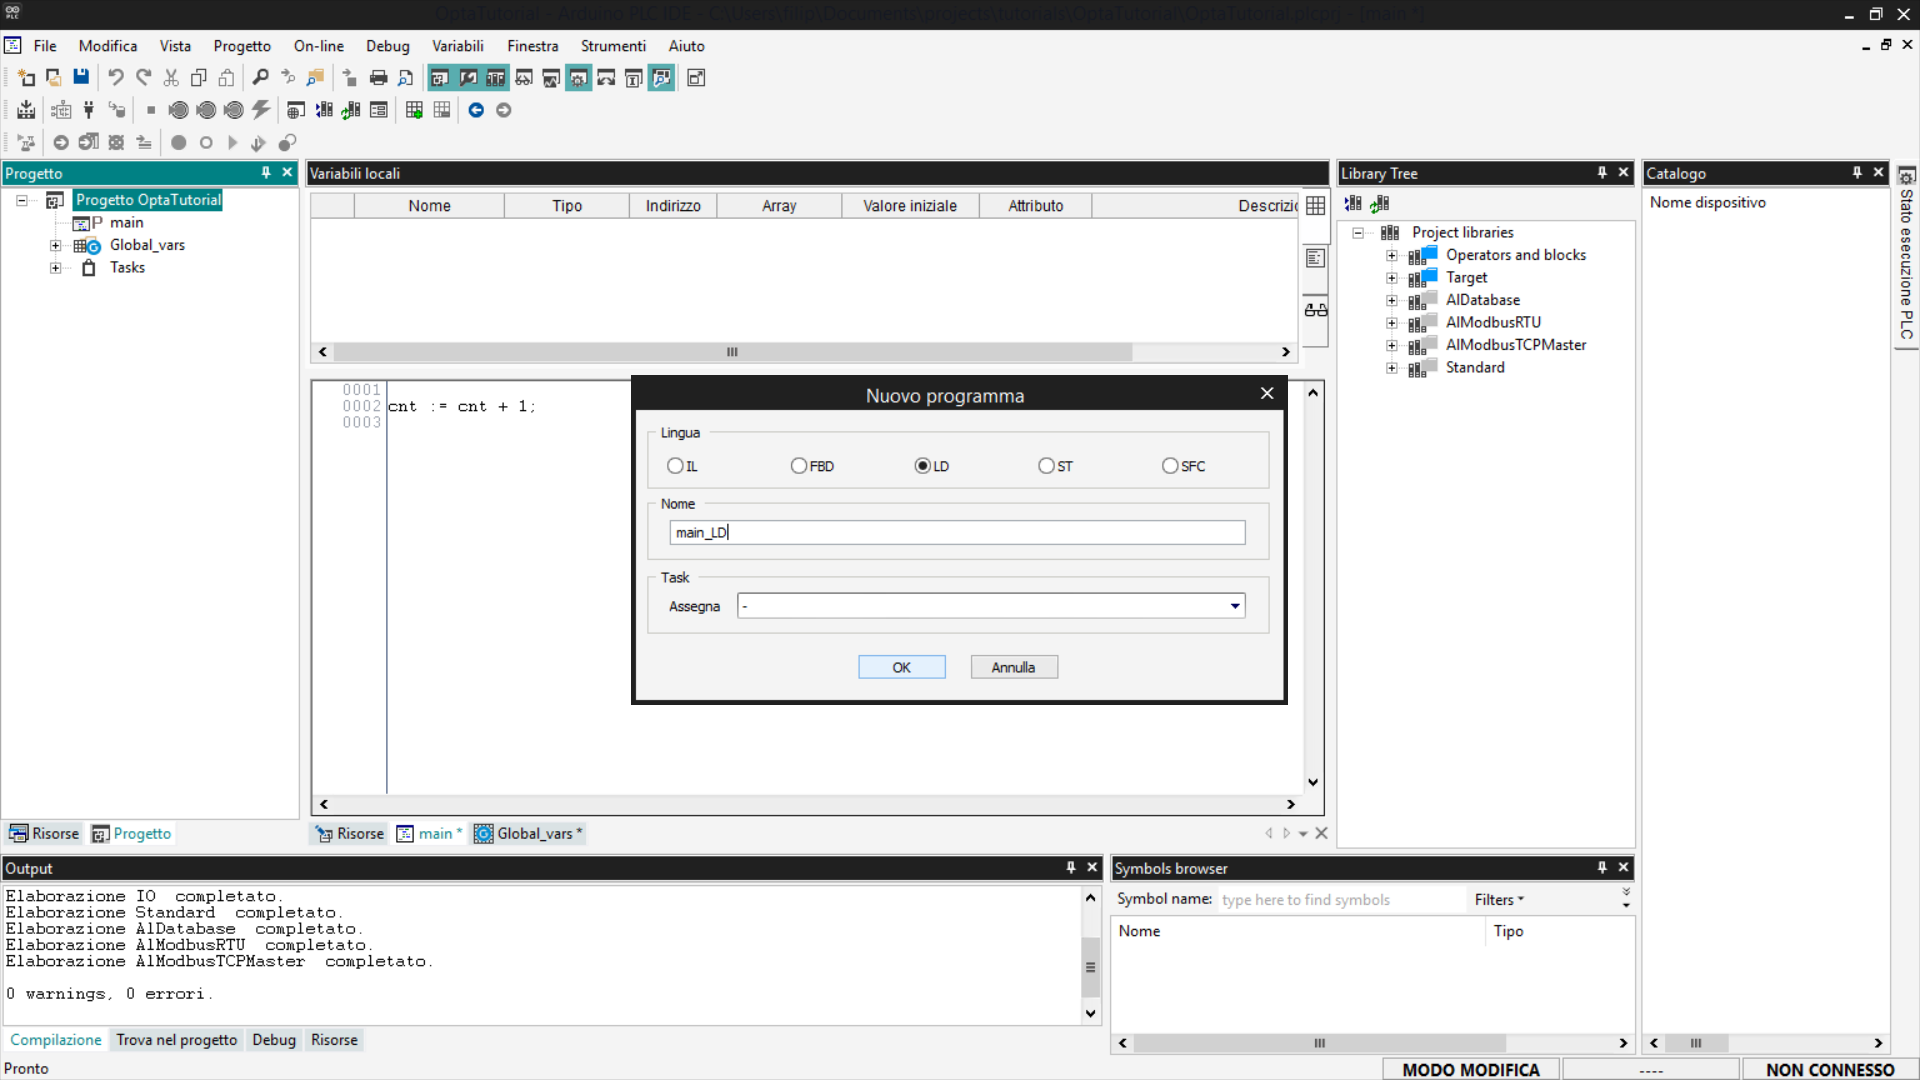 OptaTutorial - Arduino PLC IDE - C:\Users\filip\Documents\projects\tutorials\OptaTutorial\OptaTutorial.plcprj - [main *]
File Modifica Vista Progetto On-line Debug Variabili Finestra Strumenti Aiuto
Progetto
Progetto OptaTutorial
P main
Global_vars
Tasks
Risorse Progetto
Variabili locali
Nome Tipo Indirizzo Array Valore iniziale Attributo Descrizio
0001
0002 cnt := cnt + 1;
0003
Nuovo programma
Lingua
IL FBD LD ST SFC
Nome
main_LD
Task
Assegna -
OK Annulla
Risorse main * Global_vars *
Library Tree
Project libraries
Operators and blocks
Target
AlDatabase
AlModbusRTU
AlModbusTCPMaster
Standard
Catalogo
Nome dispositivo
Stato esecuzione PLC
Output
Elaborazione IO completato.
Elaborazione Standard completato.
Elaborazione AlDatabase completato.
Elaborazione AlModbusRTU completato.
Elaborazione AlModbusTCPMaster completato.
0 warnings, 0 errori.
Compilazione Trova nel progetto Debug Risorse
Symbols browser
Symbol name: type here to find symbols Filters
Nome Tipo
Pronto
MODO MODIFICA ---- NON CONNESSO